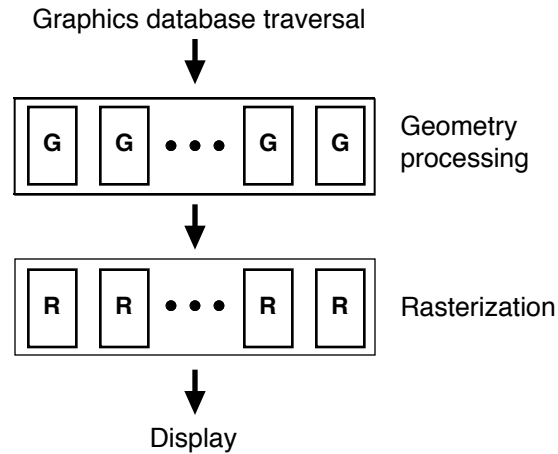 Graphics database traversal
G G G G
Geometry
processing
R R R R
Rasterization
Display